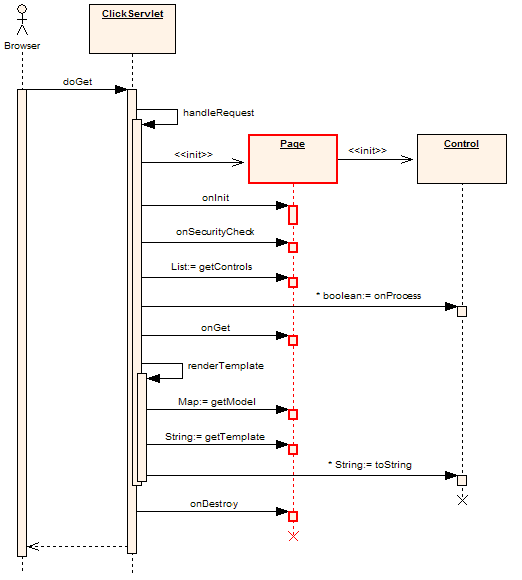 ClickServlet
Browser
doGet
handleRequest
Page
Control
<<init>>
<<init>>
onInit
onSecurityCheck
List:= getControls
* boolean:= onProcess
onGet
renderTemplate
Map:= getModel
String:= getTemplate
* String:= toString
onDestroy